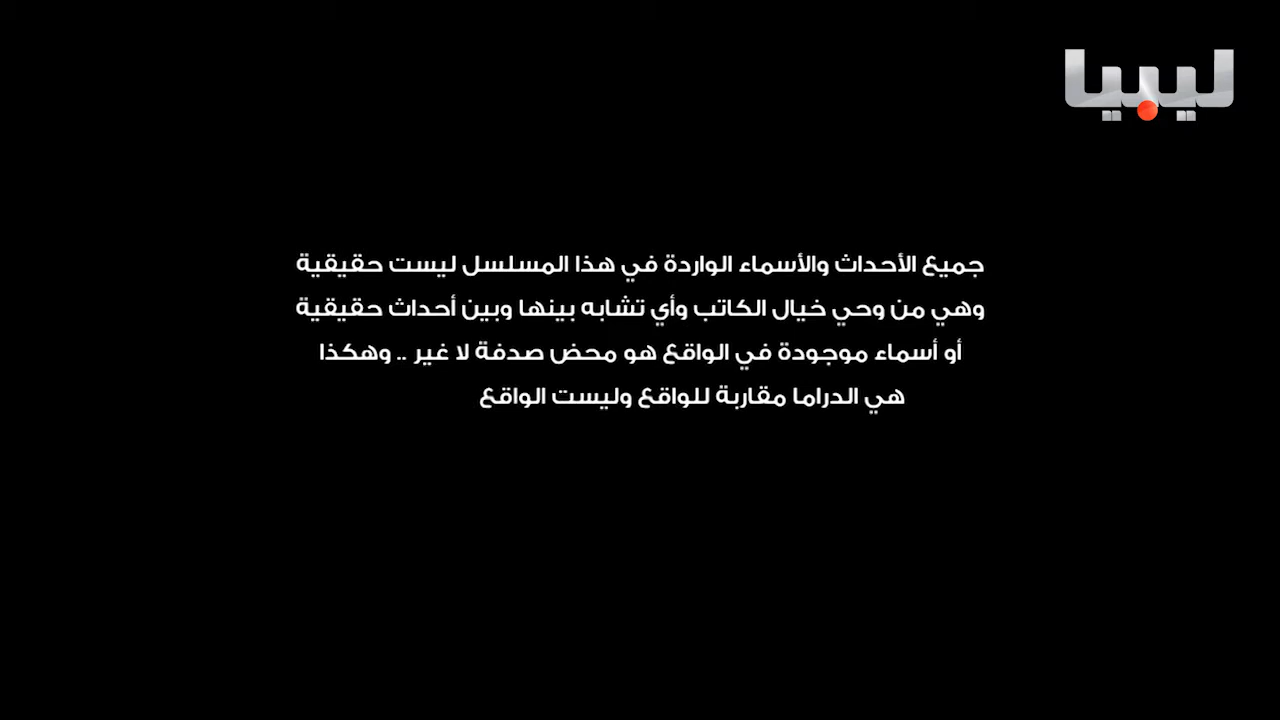 ليبيا
جميع الأحداث والأسماء الواردة في هذا المسلسل ليست حقيقية
وهي من وحي خيال الكاتب وأي تشابه بينها وبين أحداث حقيقية
أو أسماء موجودة في الواقع هو محض صدفة لا غير .. وهكذا
هي الدراما مقاربة للواقع وليست الواقع